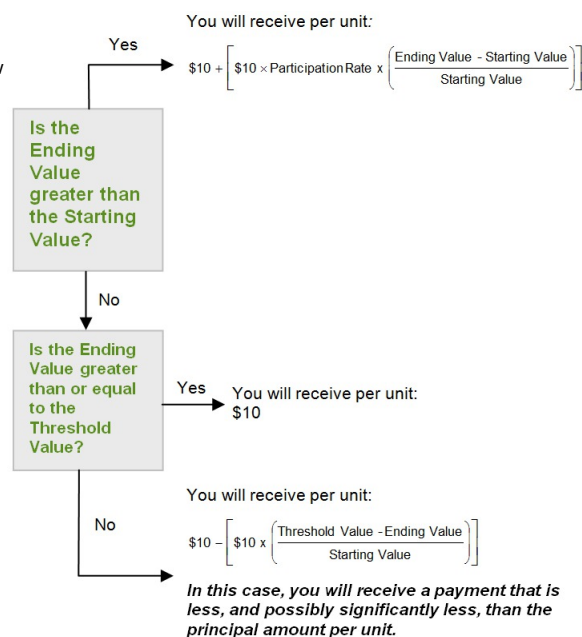 You will receive per unit:
Yes
$10 + [$10 × Participation Rate x (Ending Value - Starting Value / Starting Value)]
Is the
Ending
Value
greater than
the Starting
Value?
No
Is the Ending
Value greater
than or equal
to the
Threshold
Value?
Yes
You will receive per unit:
$10
You will receive per unit:
No
$10 – [$10 x (Threshold Value - Ending Value / Starting Value)]
In this case, you will receive a payment that is
less, and possibly significantly less, than the
principal amount per unit.